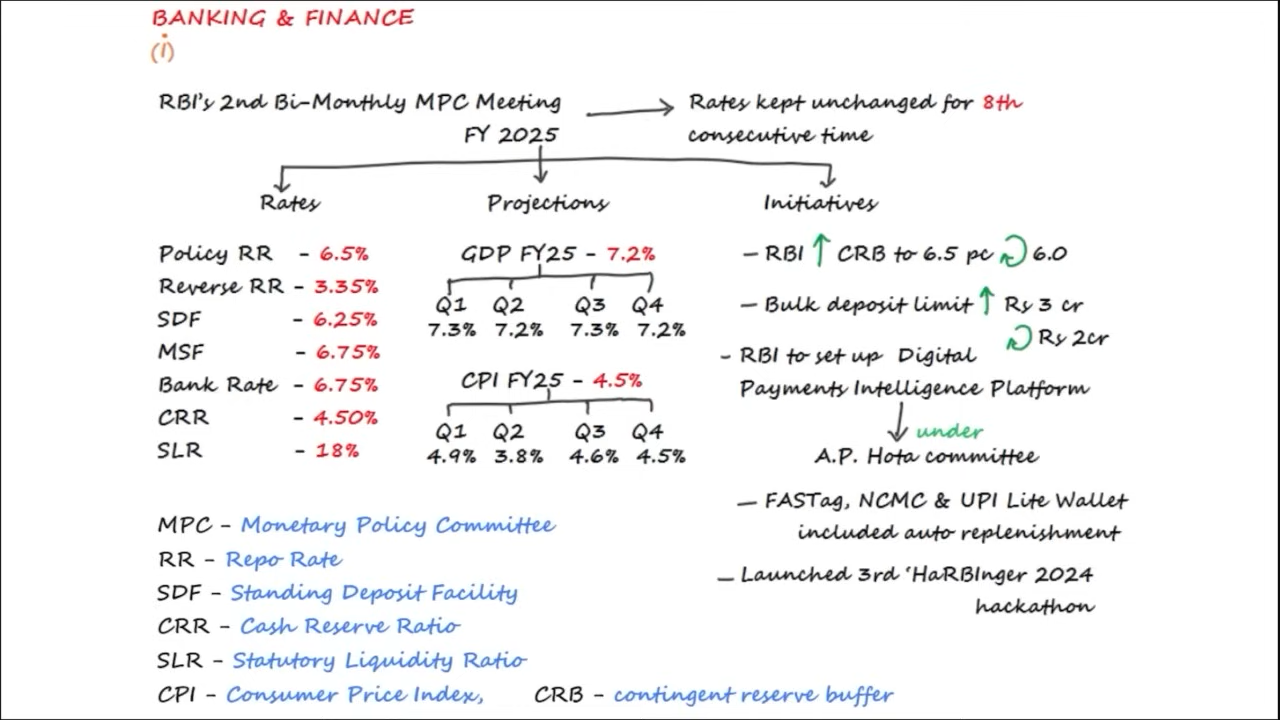 BANKING & FINANCE
(i)
RBI's 2nd Bi-Monthly MPC Meeting
FY 2025
Rates kept unchanged for 8th
consecutive time
Rates
Policy RR - 6.5%
Reverse RR - 3.35%
SDF - 6.25%
MSF - 6.75%
Bank Rate - 6.75%
CRR - 4.50%
SLR - 18%
Projections
GDP FY25 - 7.2%
Q1 Q2 Q3 Q4
7.3% 7.2% 7.3% 7.2%
CPI FY25 - 4.5%
Q1 Q2 Q3 Q4
4.9% 3.8% 4.6% 4.5%
Initiatives
- RBI ↑ CRB to 6.5 pc 6.0
- Bulk deposit limit ↑ Rs 3 cr
Rs 2cr
- RBI to set up Digital
Payments Intelligence Platform
under
A.P. Hota committee
- FASTag, NCMC & UPI Lite Wallet
included auto replenishment
- Launched 3rd 'HaRBInger 2024
hackathon
MPC - Monetary Policy Committee
RR - Repo Rate
SDF - Standing Deposit Facility
CRR - Cash Reserve Ratio
SLR - Statutory Liquidity Ratio
CPI - Consumer Price Index, CRB - contingent reserve buffer